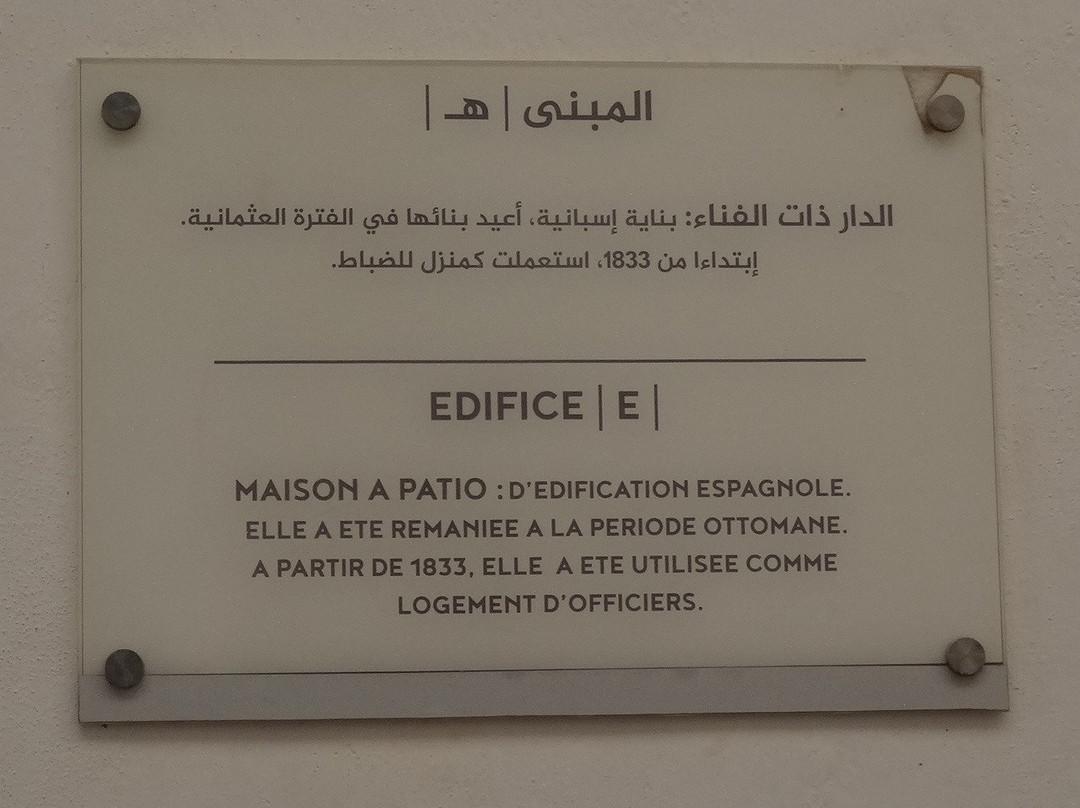 المبنى | هـ |
الدار ذات الفناء: بناية إسبانية، أعيد بنائها في الفترة العثمانية.
إبتداءا من 1833، استعملت كمنزل للضباط.
EDIFICE | E |
MAISON A PATIO : D'EDIFICATION ESPAGNOLE.
ELLE A ETE REMANIEE A LA PERIODE OTTOMANE.
A PARTIR DE 1833, ELLE A ETE UTILISEE COMME
LOGEMENT D'OFFICIERS.